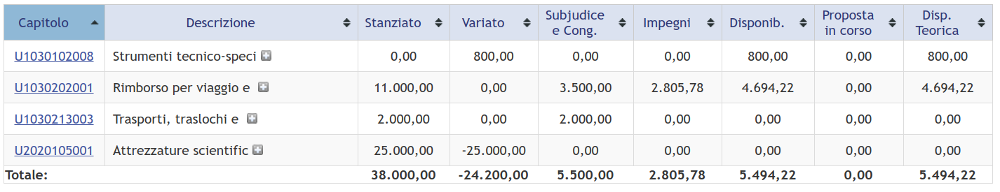 Capitolo Descrizione Stanziato Variato Subjudice e Cong. Impegni Disponib. Proposta in corso Disp. Teorica
U1030102008 Strumenti tecnico-speci 0,00 800,00 0,00 0,00 800,00 0,00 800,00
U1030202001 Rimborso per viaggio e 11.000,00 0,00 3.500,00 2.805,78 4.694,22 0,00 4.694,22
U1030213003 Trasporti, traslochi e 2.000,00 0,00 2.000,00 0,00 0,00 0,00 0,00
U2020105001 Attrezzature scientific 25.000,00 -25.000,00 0,00 0,00 0,00 0,00 0,00
Totale: 38.000,00 -24.200,00 5.500,00 2.805,78 5.494,22 0,00 5.494,22